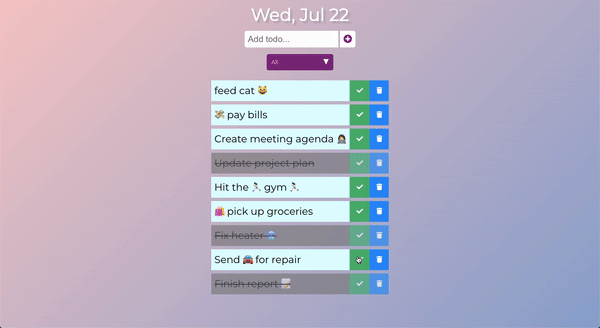 Wed, Jul 22
Add todo...
All
feed cat 😸
💸 pay bills
Create meeting agenda 👩🏽‍💼
Update project plan
Hit the ⛹🏻‍♀️ gym ⛹🏻‍♀️
🛍️ pick up groceries
Fix heater 🥶
Send 🚘 for repair
Finish report 📃